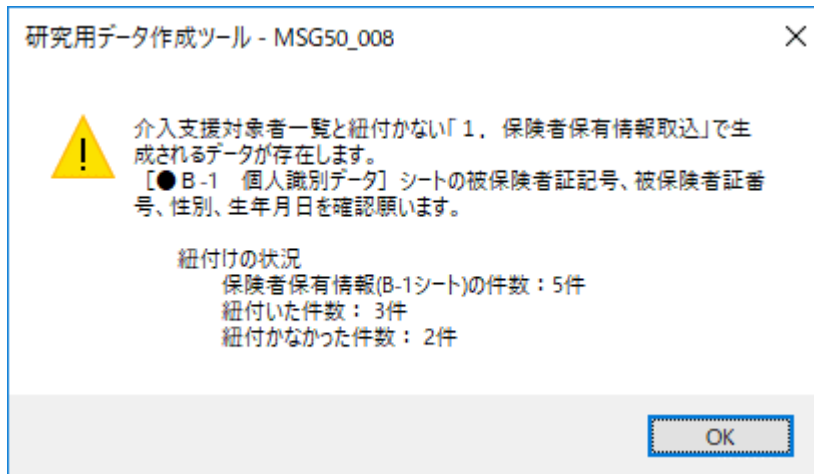 研究用データ作成ツール - MSG50_008
介入支援対象者一覧と紐付かない「１．保険者保有情報取込」で生
成されるデータが存在します。
［●Ｂ-1　個人識別データ］シートの被保険者証記号、被保険者証番
号、性別、生年月日を確認願います。
紐付けの状況
保険者保有情報(B-1シート)の件数：5件
紐付いた件数： 3件
紐付かなかった件数： 2件
OK